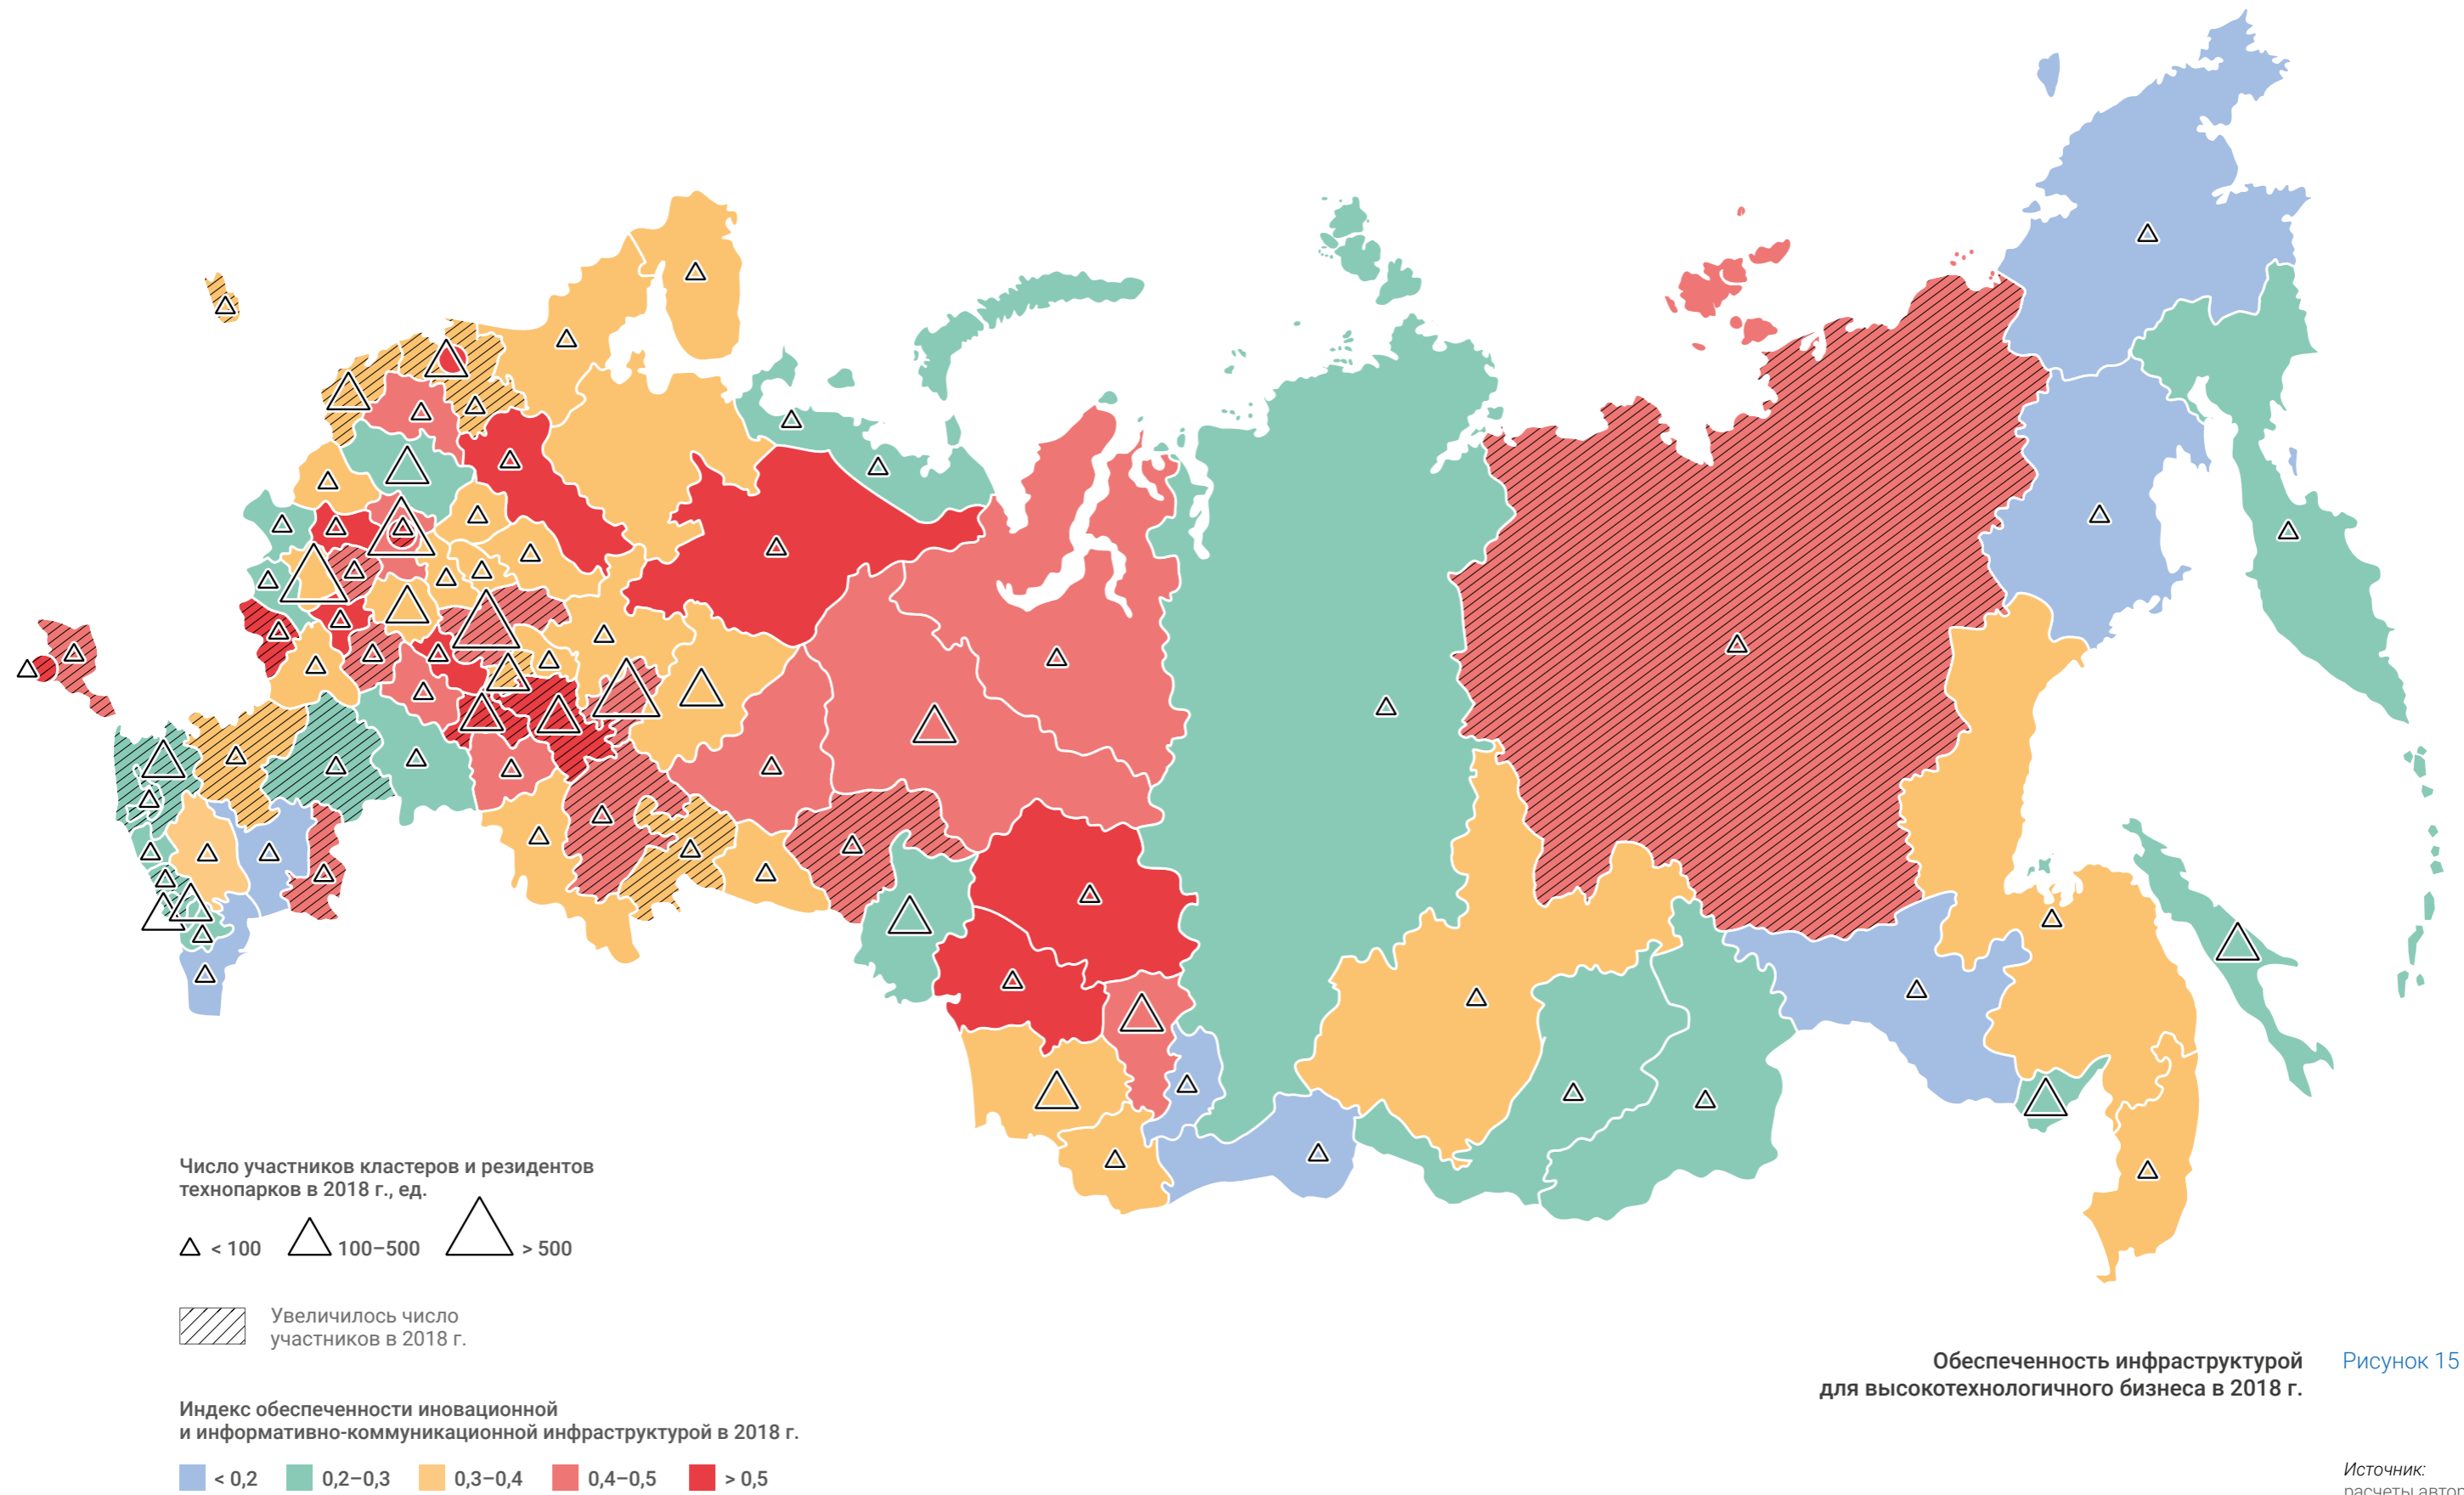 Число участников кластеров и резидентов
технопарков в 2018 г., ед.
< 100
100–500
> 500
Увеличилось число
участников в 2018 г.
Обеспеченность инфраструктурой
для высокотехнологичного бизнеса в 2018 г.
Рисунок 15
Индекс обеспеченности иновационной
и информативно-коммуникационной инфраструктурой в 2018 г.
< 0,2
0,2–0,3
0,3–0,4
0,4–0,5
> 0,5
Источник:
расчеты автор